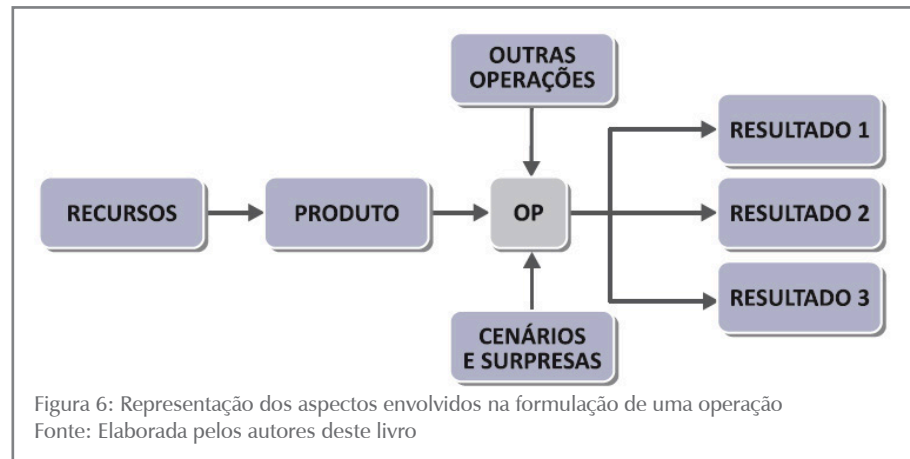 OUTRAS
OPERAÇÕES
RESULTADO 1
RECURSOS
PRODUTO
OP
RESULTADO 2
RESULTADO 3
CENÁRIOS
E SURPRESAS
Figura 6: Representação dos aspectos envolvidos na formulação de uma operação
Fonte: Elaborada pelos autores deste livro